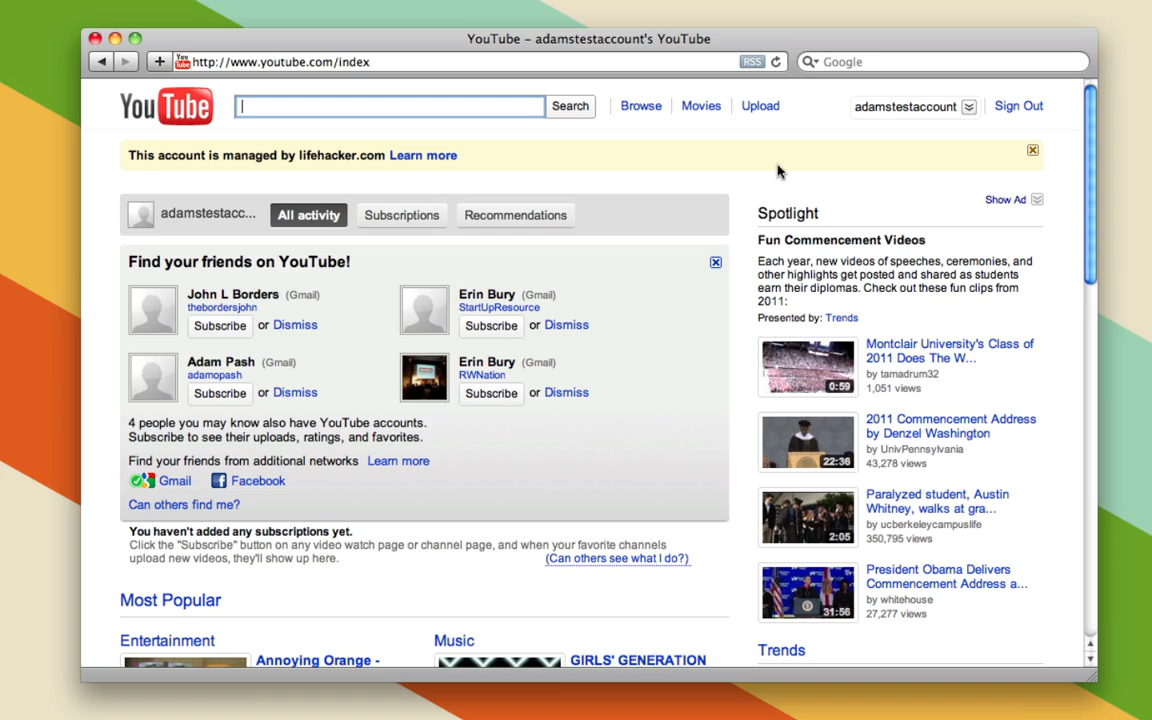 YouTube - adamstestaccount's YouTube
You Tube http://www.youtube.com/index RSS Google
You Tube Search Browse Movies Upload adamstestaccount Sign Out
This account is managed by lifehacker.com Learn more
adamstestacc... All activity Subscriptions Recommendations
Find your friends on YouTube!
John L Borders (Gmail)
thebordersjohn
Subscribe or Dismiss
Erin Bury (Gmail)
StartUpResource
Subscribe or Dismiss
Adam Pash (Gmail)
adamopash
Subscribe or Dismiss
Erin Bury (Gmail)
RWNation
Subscribe or Dismiss
4 people you may know also have YouTube accounts.
Subscribe to see their uploads, ratings, and favorites.
Find your friends from additional networks Learn more
Gmail Facebook
Can others find me?
You haven't added any subscriptions yet.
Click the "Subscribe" button on any video watch page or channel page, and when your favorite channels
upload new videos, they'll show up here. (Can others see what I do?)
Most Popular
Entertainment
Annoying Orange -
Music
GIRLS' GENERATION
Show Ad
Spotlight
Fun Commencement Videos
Each year, new videos of speeches, ceremonies, and
other highlights get posted and shared as students
earn their diplomas. Check out these fun clips from
2011:
Presented by: Trends
0:59
Montclair University's Class of
2011 Does The W...
by tamadrum32
1,051 views
22:36
2011 Commencement Address
by Denzel Washington
by UnivPennsylvania
43,278 views
2:05
Paralyzed student, Austin
Whitney, walks at gra...
by ucberkeleycampuslife
350,795 views
31:56
President Obama Delivers
Commencement Address a...
by whitehouse
27,277 views
Trends